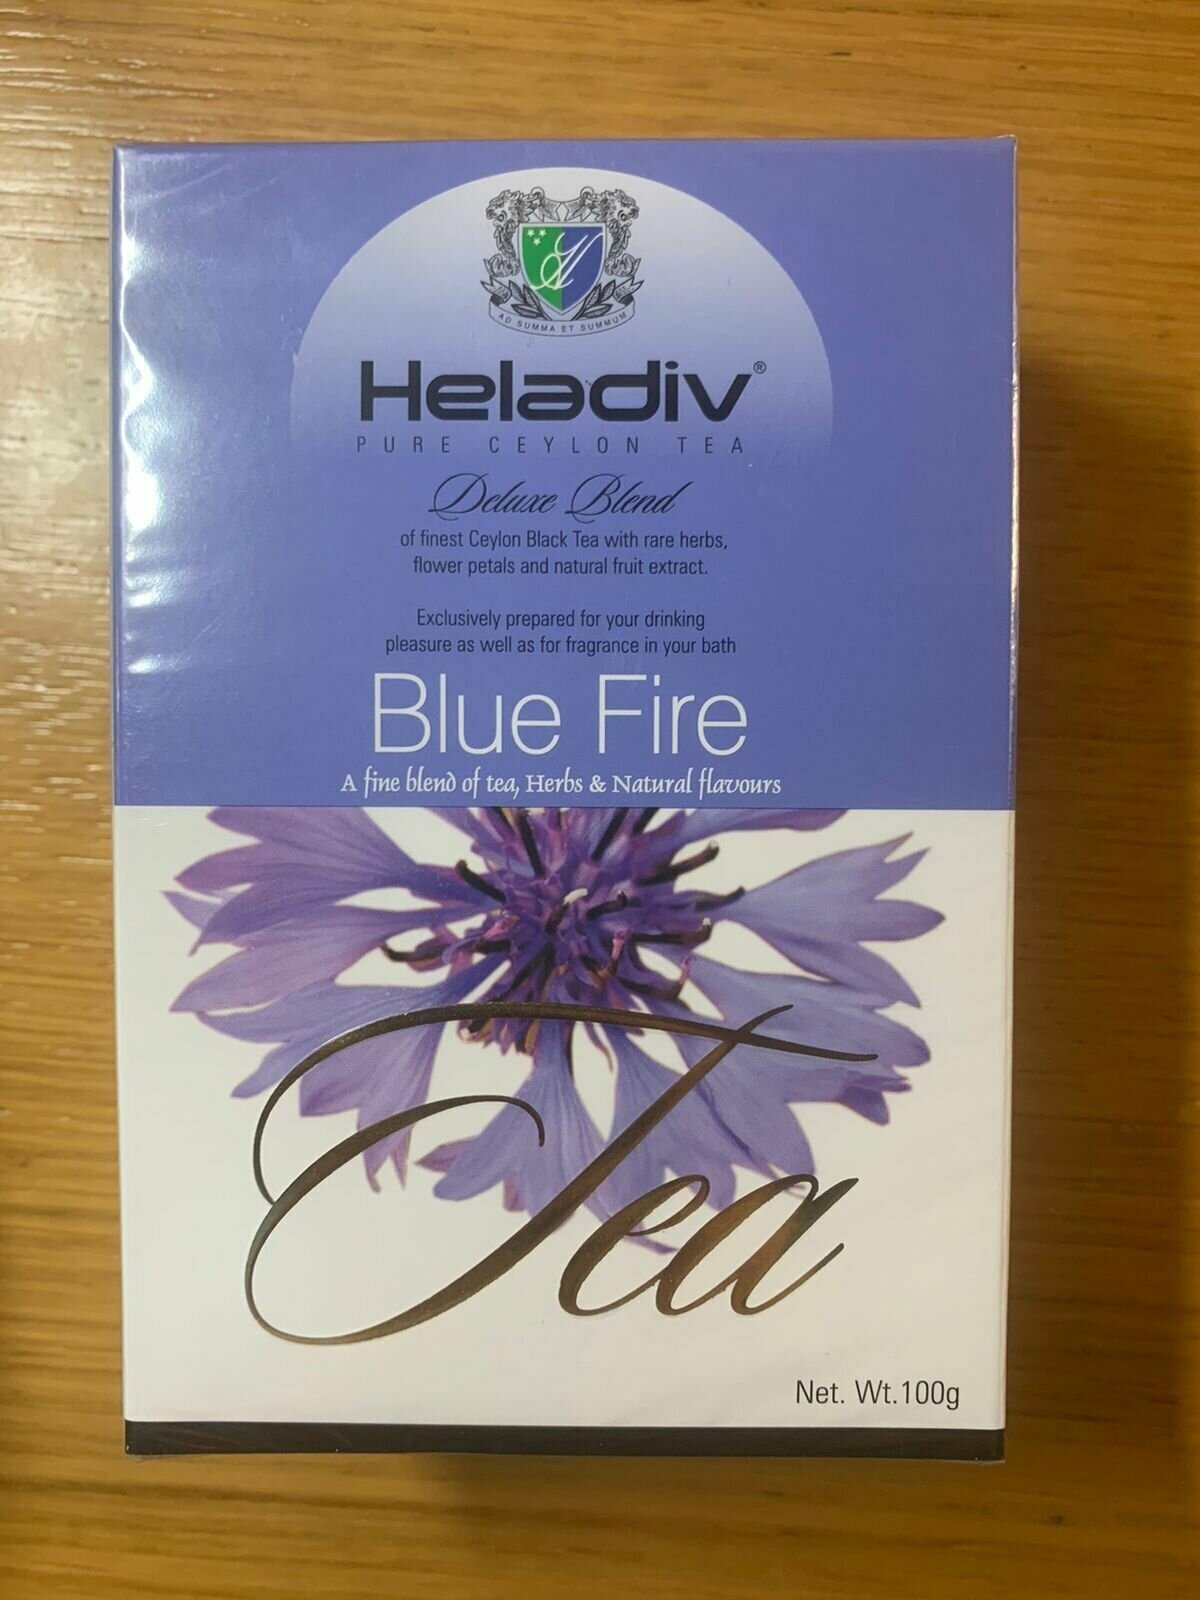 H
AD SUMMA ET SUMMUM
Heladiv®
PURE CEYLON TEA
Deluxe Blend
of finest Ceylon Black Tea with rare herbs,
flower petals and natural fruit extract.
Exclusively prepared for your drinking
pleasure as well as for fragrance in your bath
Blue Fire
A fine blend of tea, Herbs & Natural flavours
Tea
Net. Wt.100g